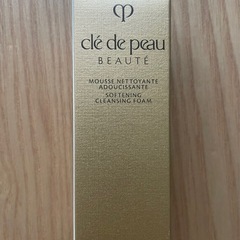 clé de peau
BEAUTÉ
MOUSSE NETTOYANTE
ADOUCISSANTE
SOFTENING
CLEANSING FOAM